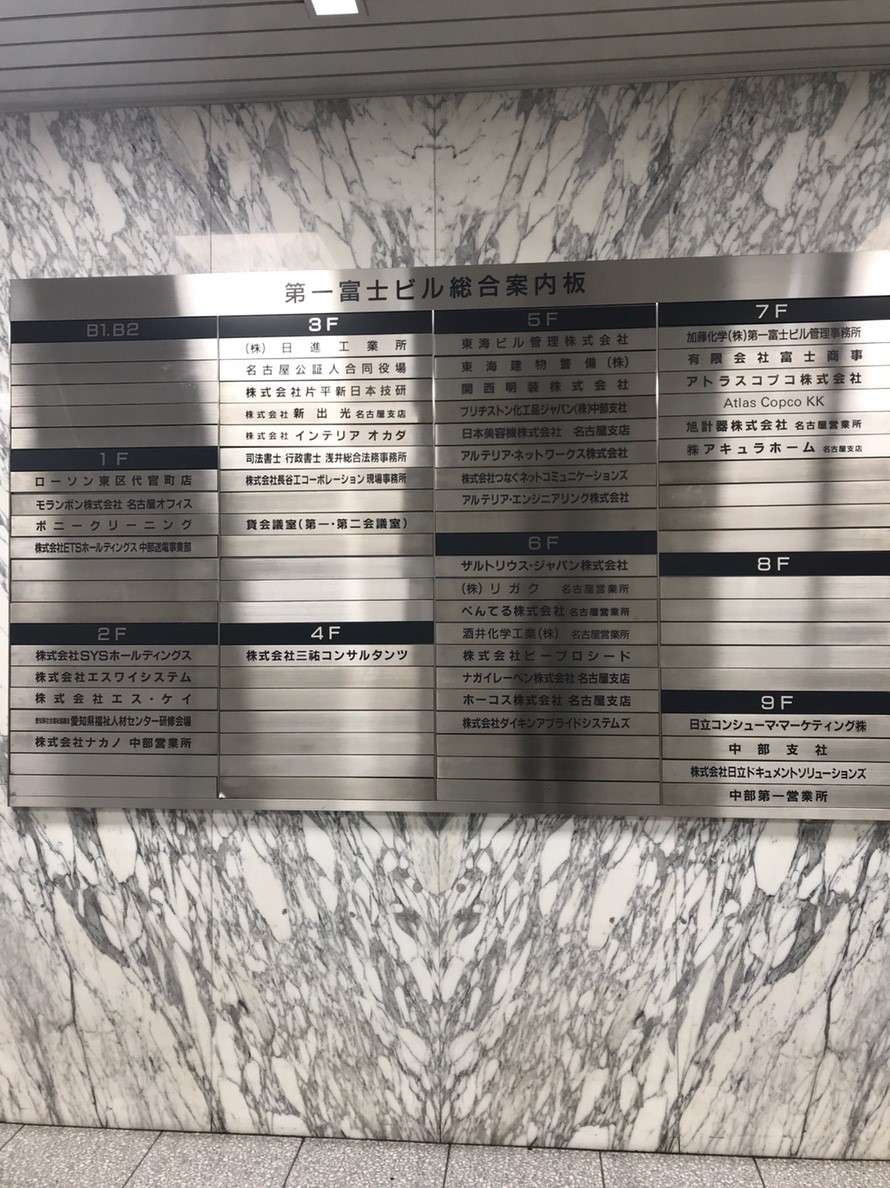 第一富士ビル総合案内板
B1.B2
1F
ローソン東区代官町店
モランボン株式会社 名古屋オフィス
ポニークリーニング
株式会社ETSホールディングス 中部送電事業部
2F
株式会社SYSホールディングス
株式会社エスワイシステム
株式会社エス・ケイ
愛知県福祉人材センター研修会場
株式会社ナカノ 中部営業所
3F
(株)日進工業所
名古屋公証人合同役場
株式会社片平新日本技研
株式会社 新出光 名古屋支店
株式会社 インテリア オカダ
司法書士 行政書士 浅井総合法務事務所
株式会社長谷工コーポレーション 現場事務所
貸会議室(第一・第二会議室)
4F
株式会社三祐コンサルタンツ
5F
東海ビル管理株式会社
東海建物警備(株)
関西明装株式会社
ブリヂストン化工品ジャパン(株)中部支社
日本美容機株式会社 名古屋支店
アルテリア・ネットワークス株式会社
株式会社つなぐネットコミュニケーションズ
アルテリア・エンジニアリング株式会社
6F
ザルトリウス・ジャパン株式会社
(株)リガク 名古屋営業所
ぺんてる株式会社 名古屋営業所
酒井化学工業(株) 名古屋営業所
株式会社ビープロシード
ナガイレーベン株式会社 名古屋支店
ホーコス株式会社 名古屋支店
株式会社ダイキンアプライドシステムズ
7F
加藤化学(株)第一富士ビル管理事務所
有限会社富士商事
アトラスコプコ株式会社
Atlas Copco KK
旭計器株式会社 名古屋営業所
㈱アキュラホーム 名古屋支店
8F
9F
日立コンシューマ・マーケティング㈱
中部支社
株式会社日立ドキュメントソリューションズ
中部第一営業所